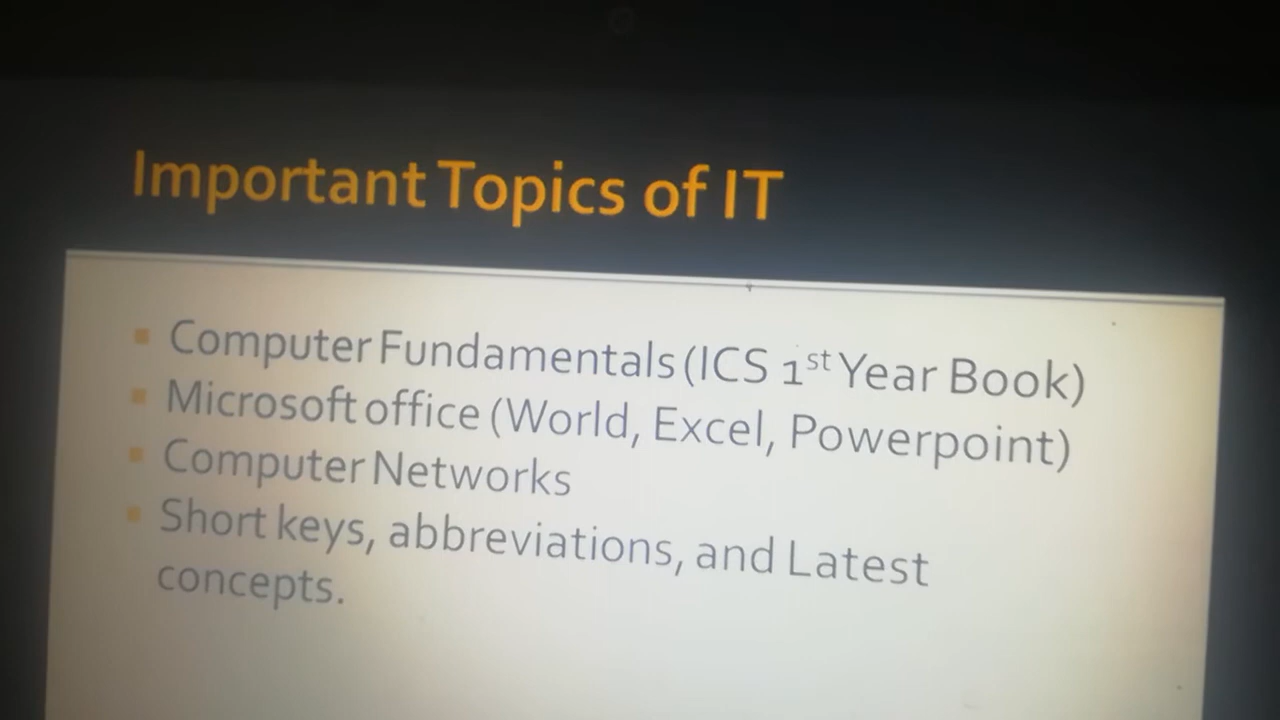 Important Topics of IT
Computer Fundamentals (ICS 1st Year Book)
Microsoft office (World, Excel, Powerpoint)
Computer Networks
Short keys, abbreviations, and Latest
concepts.